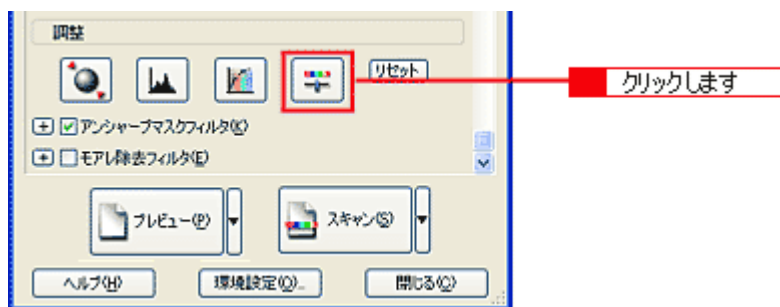 調整
リセット
クリックします
アンシャープマスクフィルタ(K)
モアレ除去フィルタ(E)
プレビュー(P)
スキャン(S)
ヘルプ(H)
環境設定(O)...
閉じる(C)